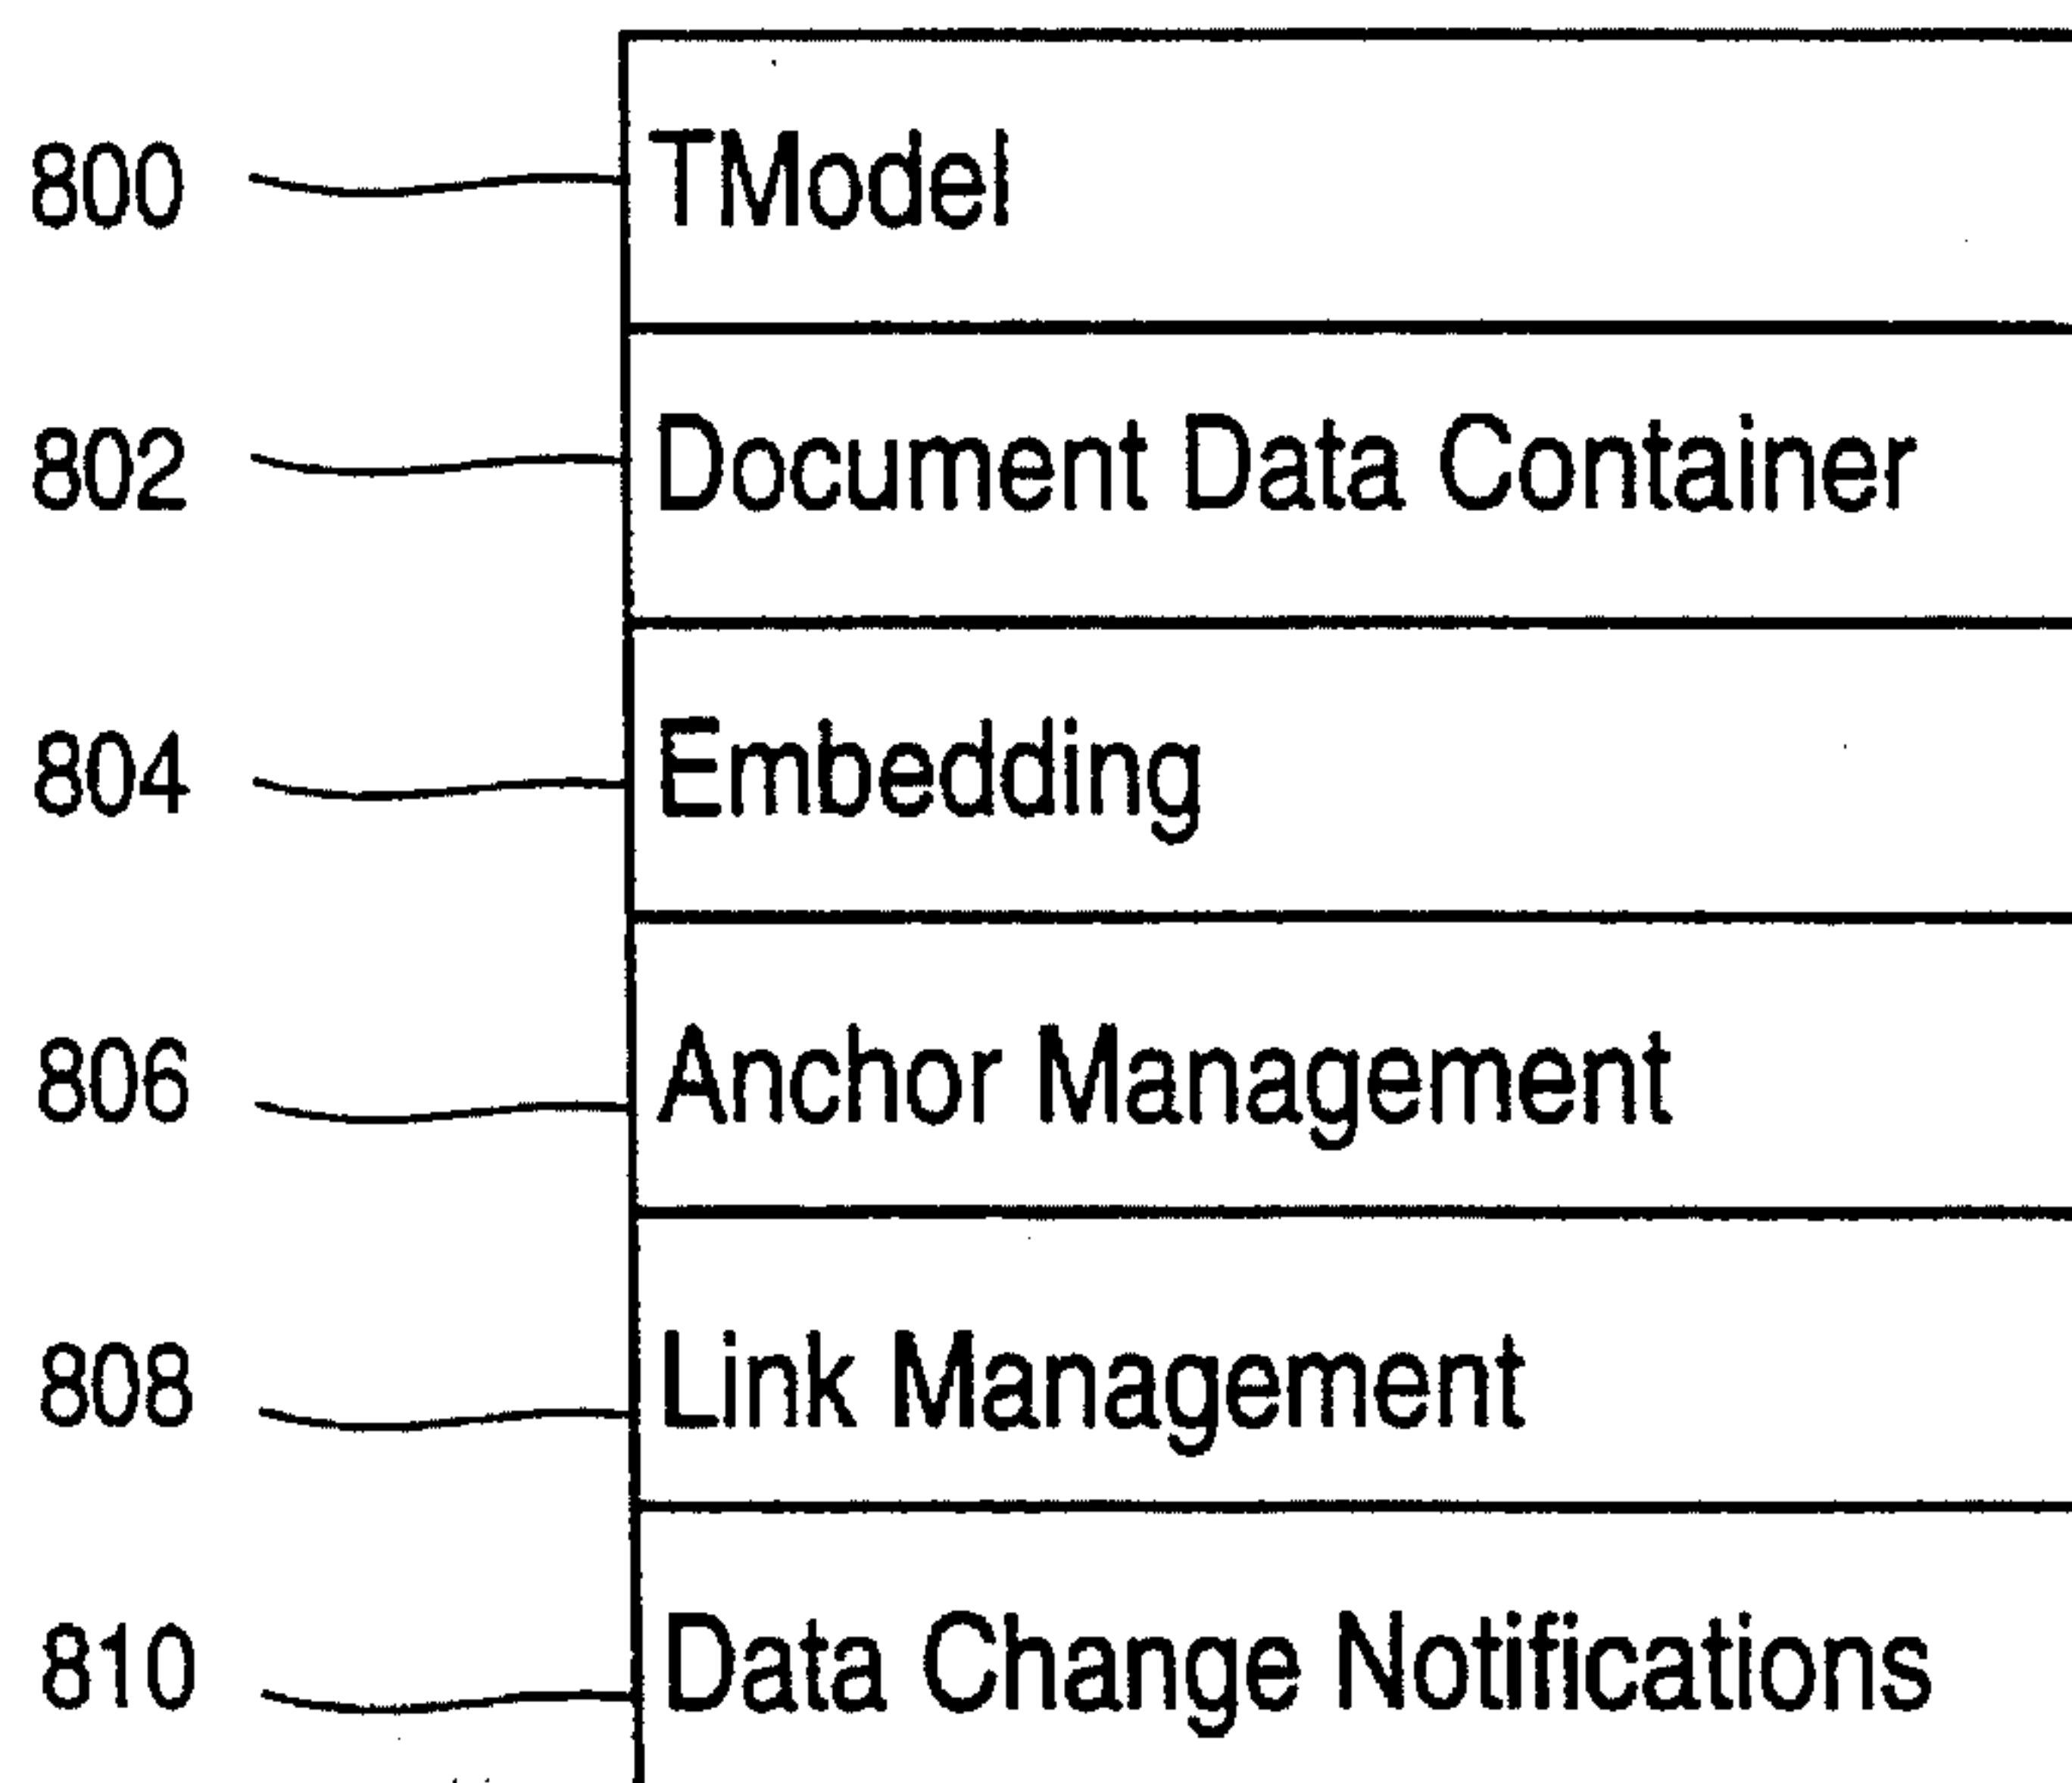 800 TModel
802 Document Data Container
804 Embedding
806 Anchor Management
808 Link Management
810 Data Change Notifications